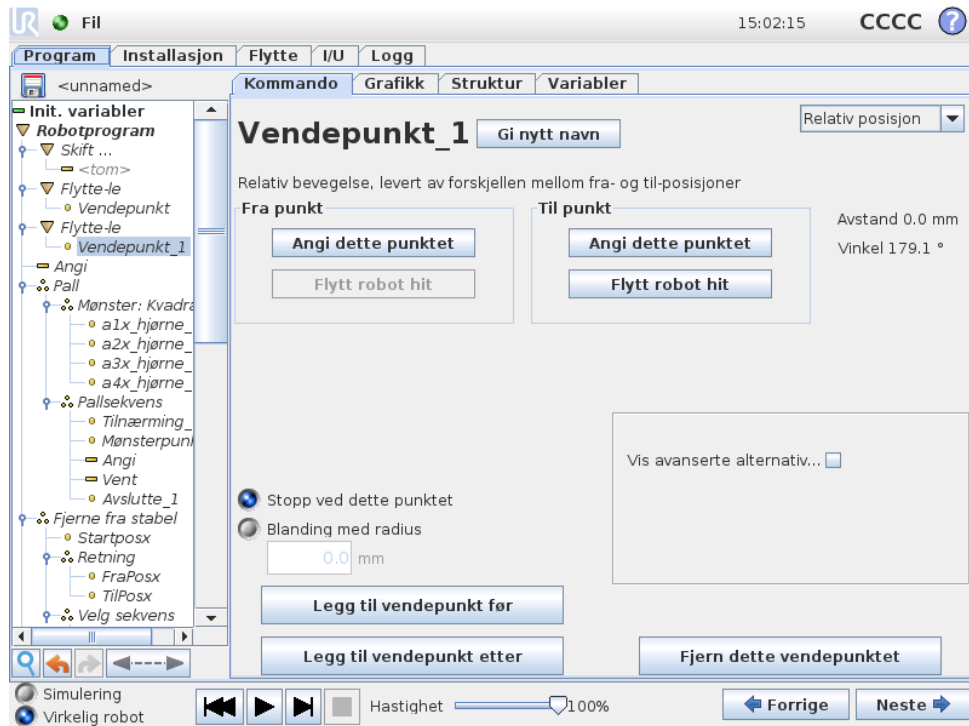 UR Fil 15:02:15 CCCC ?
Program Installasjon Flytte I/U Logg
<unnamed>
Kommando Grafikk Struktur Variabler
Init. variabler
Robotprogram
Skift ...
<tom>
Flytte-le
Vendepunkt
Flytte-le
Vendepunkt_1
Angi
Pall
Mønster: Kvadra
a1x_hjørne_
a2x_hjørne_
a3x_hjørne_
a4x_hjørne_
Pallsekvens
Tilnærming_
Mønsterpunl
Angi
Vent
Avslutte_1
Fjerne fra stabel
Startposx
Retning
FraPosx
TilPosx
Velg sekvens
Vendepunkt_1 Gi nytt navn
Relativ posisjon
Relativ bevegelse, levert av forskjellen mellom fra- og til-posisjoner
Fra punkt
Angi dette punktet
Flytt robot hit
Til punkt
Angi dette punktet
Flytt robot hit
Avstand 0.0 mm
Vinkel 179.1 °
Vis avanserte alternativ...
Stopp ved dette punktet
Blanding med radius
0.0 mm
Legg til vendepunkt før
Legg til vendepunkt etter
Fjern dette vendepunktet
Simulering
Virkelig robot
Hastighet 100%
Forrige Neste